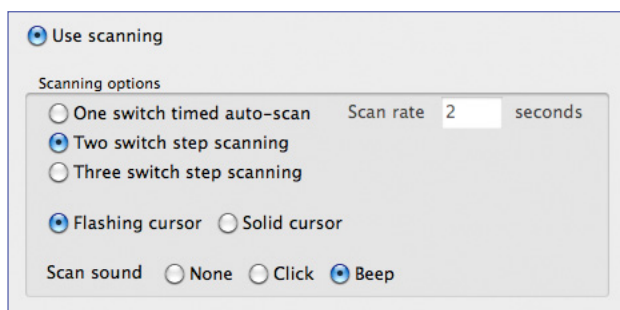 Use scanning
Scanning options
One switch timed auto-scan Scan rate 2 seconds
Two switch step scanning
Three switch step scanning
Flashing cursor Solid cursor
Scan sound None Click Beep